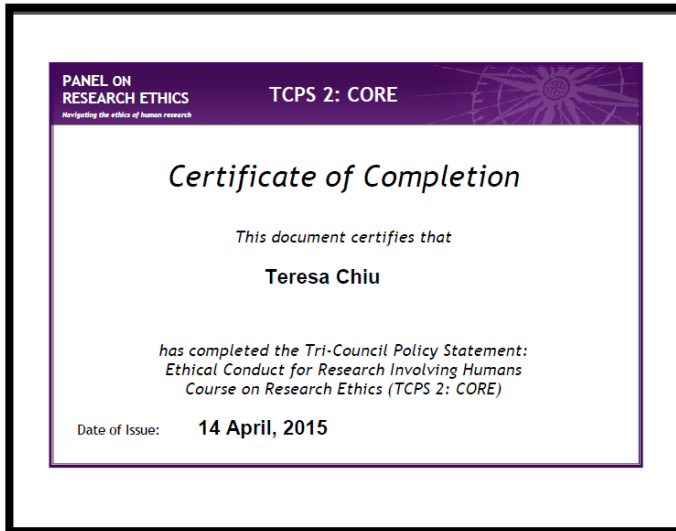 PANEL ON
RESEARCH ETHICS
Navigating the ethics of human research
TCPS 2: CORE
Certificate of Completion
This document certifies that
Teresa Chiu
has completed the Tri-Council Policy Statement:
Ethical Conduct for Research Involving Humans
Course on Research Ethics (TCPS 2: CORE)
Date of Issue: 14 April, 2015